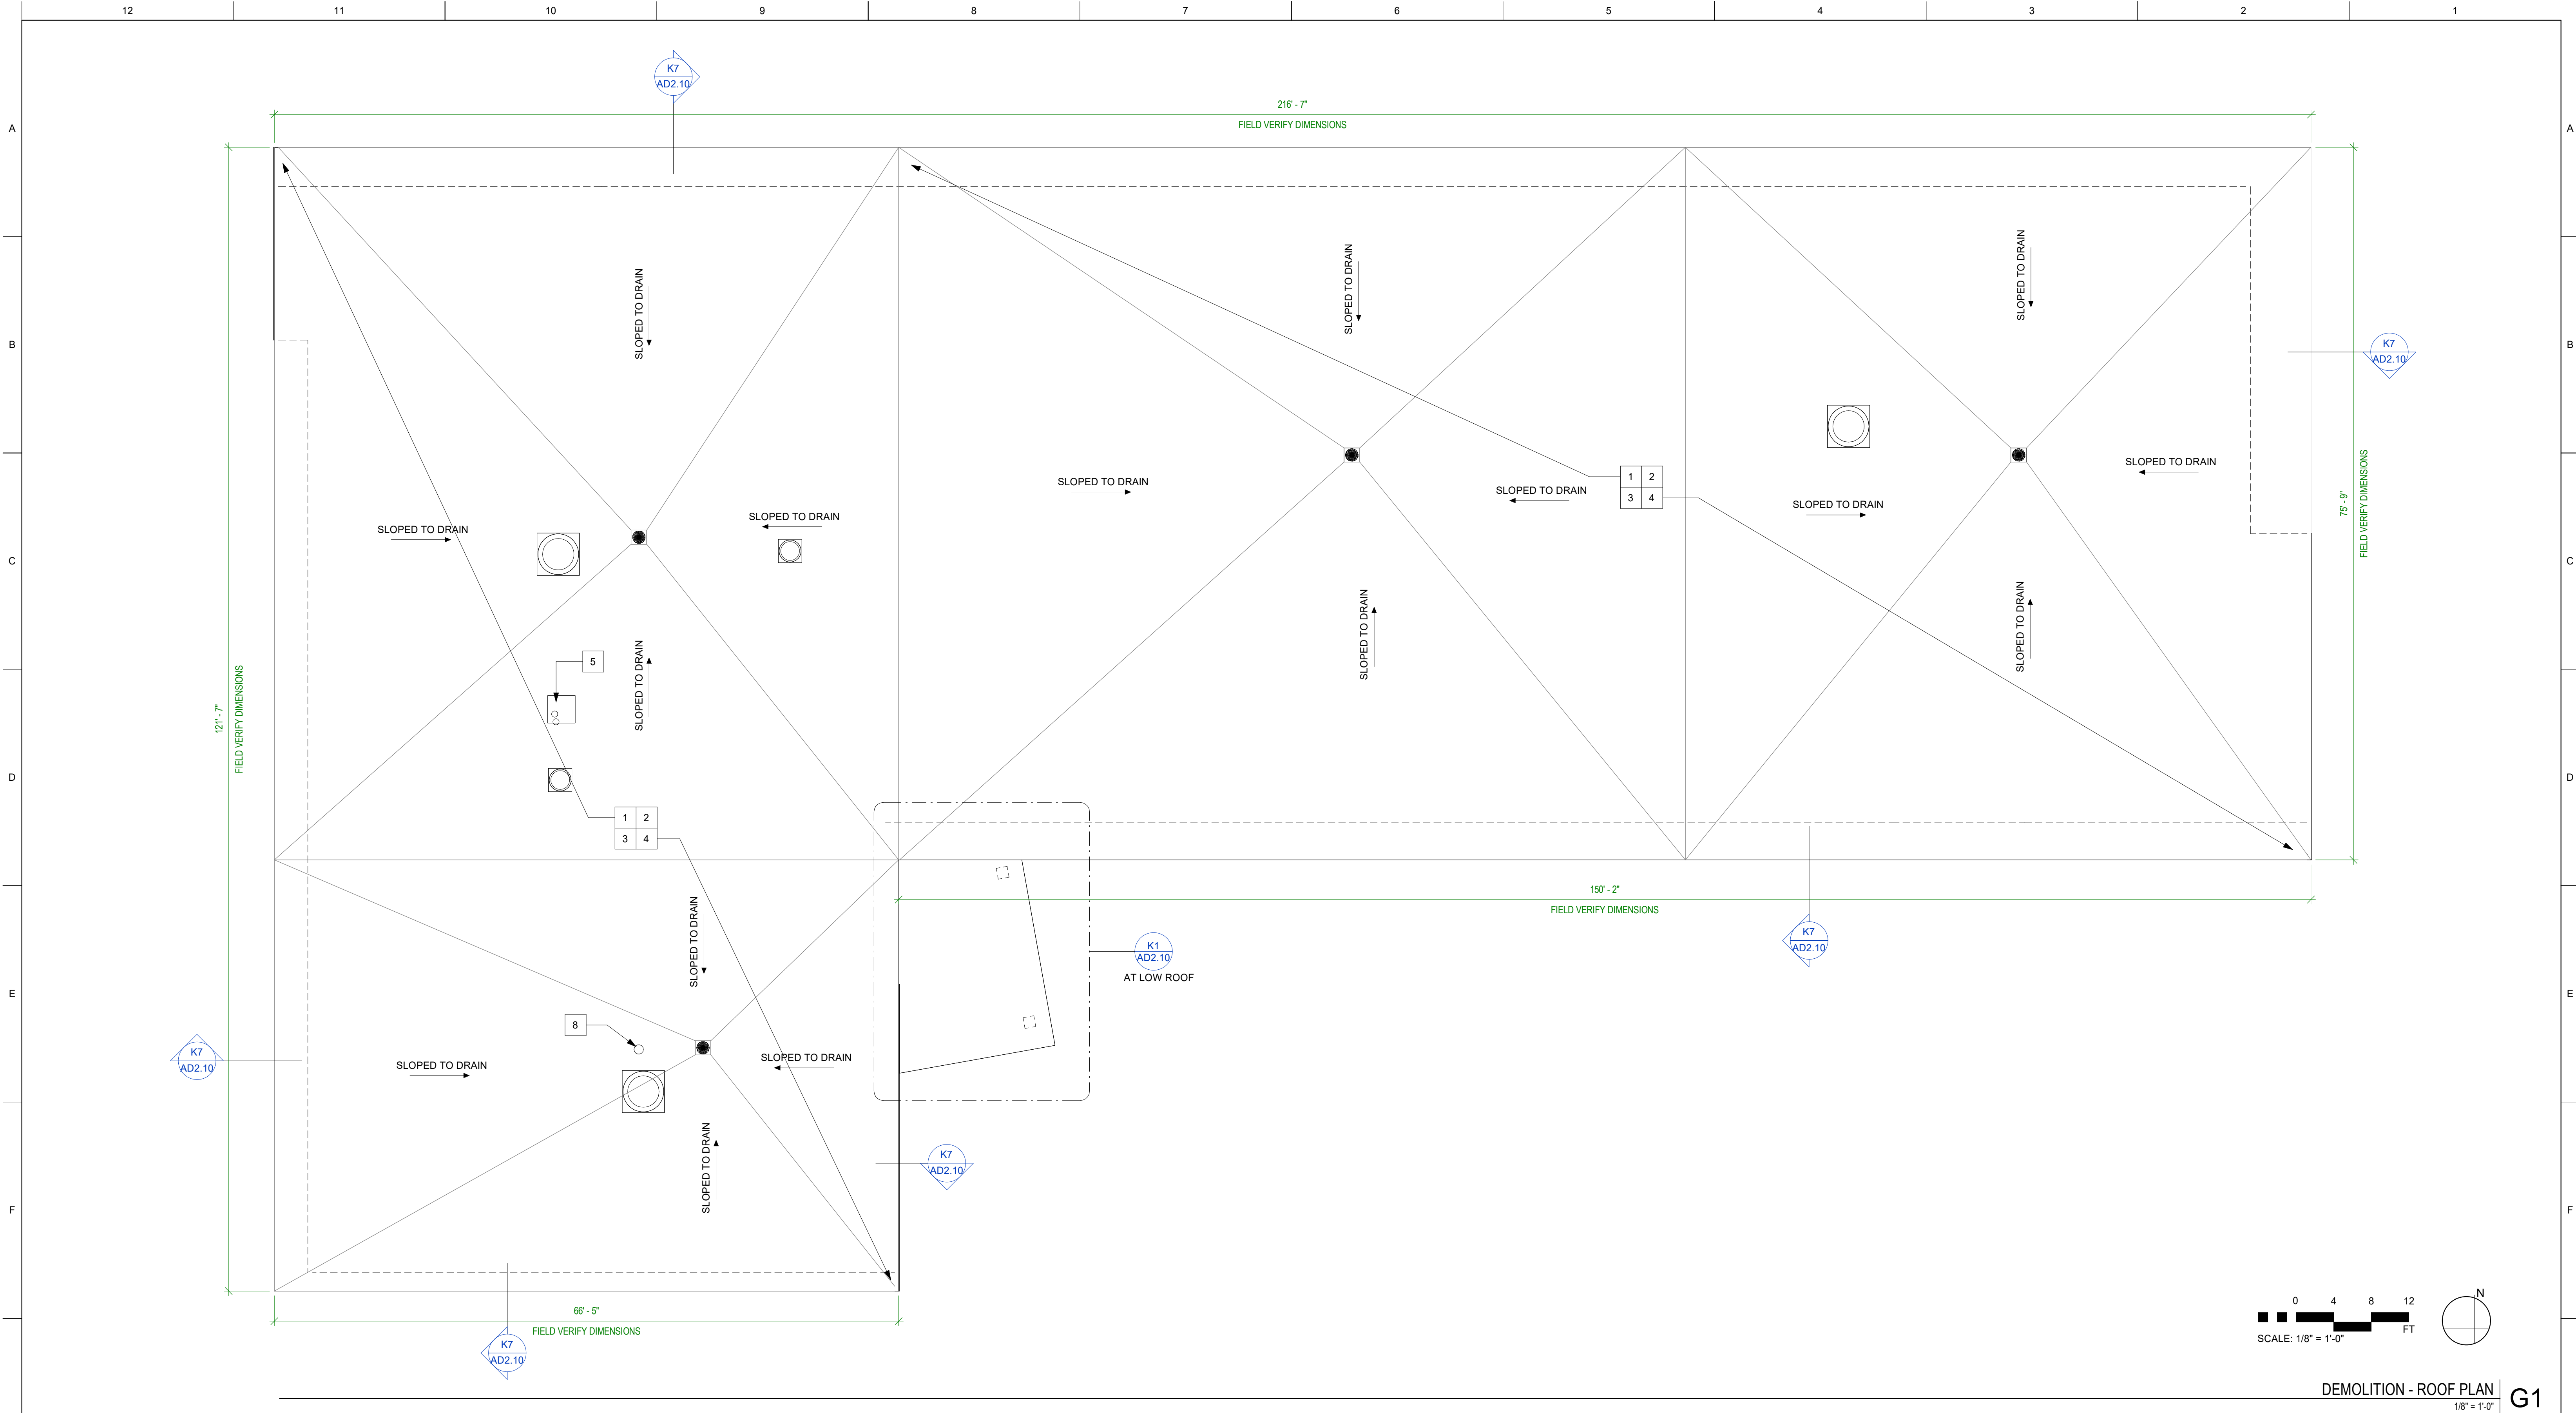 12 11 10 9 8 7 6 5 4 3 2 1
K7
AD2.10
216' - 7"
FIELD VERIFY DIMENSIONS
A A
SLOPED TO DRAIN
SLOPED TO DRAIN
SLOPED TO DRAIN
B B
K7
AD2.10
SLOPED TO DRAIN
SLOPED TO DRAIN
SLOPED TO DRAIN
SLOPED TO DRAIN
1 2
3 4
SLOPED TO DRAIN
SLOPED TO DRAIN
75' - 9"
FIELD VERIFY DIMENSIONS
C C
5
SLOPED TO DRAIN
SLOPED TO DRAIN
SLOPED TO DRAIN
121' - 7"
FIELD VERIFY DIMENSIONS
D D
1 2
3 4
150' - 2"
FIELD VERIFY DIMENSIONS
SLOPED TO DRAIN
K7
AD2.10
K1
AD2.10
AT LOW ROOF
E E
8
K7
AD2.10
SLOPED TO DRAIN
SLOPED TO DRAIN
SLOPED TO DRAIN
K7
AD2.10
F F
66' - 5"
FIELD VERIFY DIMENSIONS
K7
AD2.10
N
0 4 8 12
FT
SCALE: 1/8" = 1'-0"
DEMOLITION - ROOF PLAN
1/8" = 1'-0"
G1